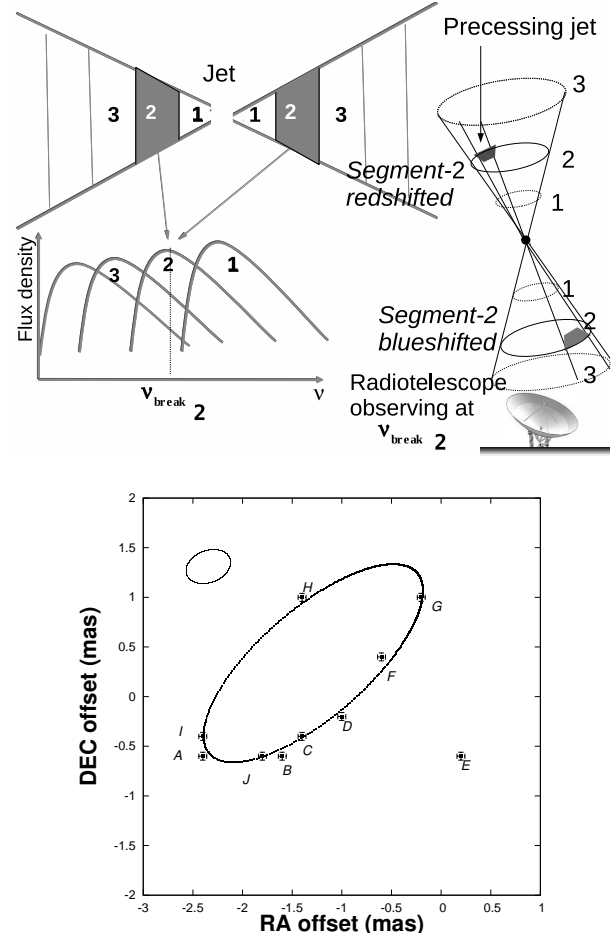 Jet
3 2 1 1 2 3
Precessing jet
3
Segment-2
redshifted
2
1
Flux density
3 2 1
ν break 2
ν
1
Segment-2
blueshifted
2
3
Radiotelescope
observing at
ν break 2
DEC offset (mas)
2
1.5
1
0.5
0
-0.5
-1
-1.5
-2
H
G
F
I
D
C
A
J
B
E
-3 -2.5 -2 -1.5 -1 -0.5 0 0.5 1
RA offset (mas)